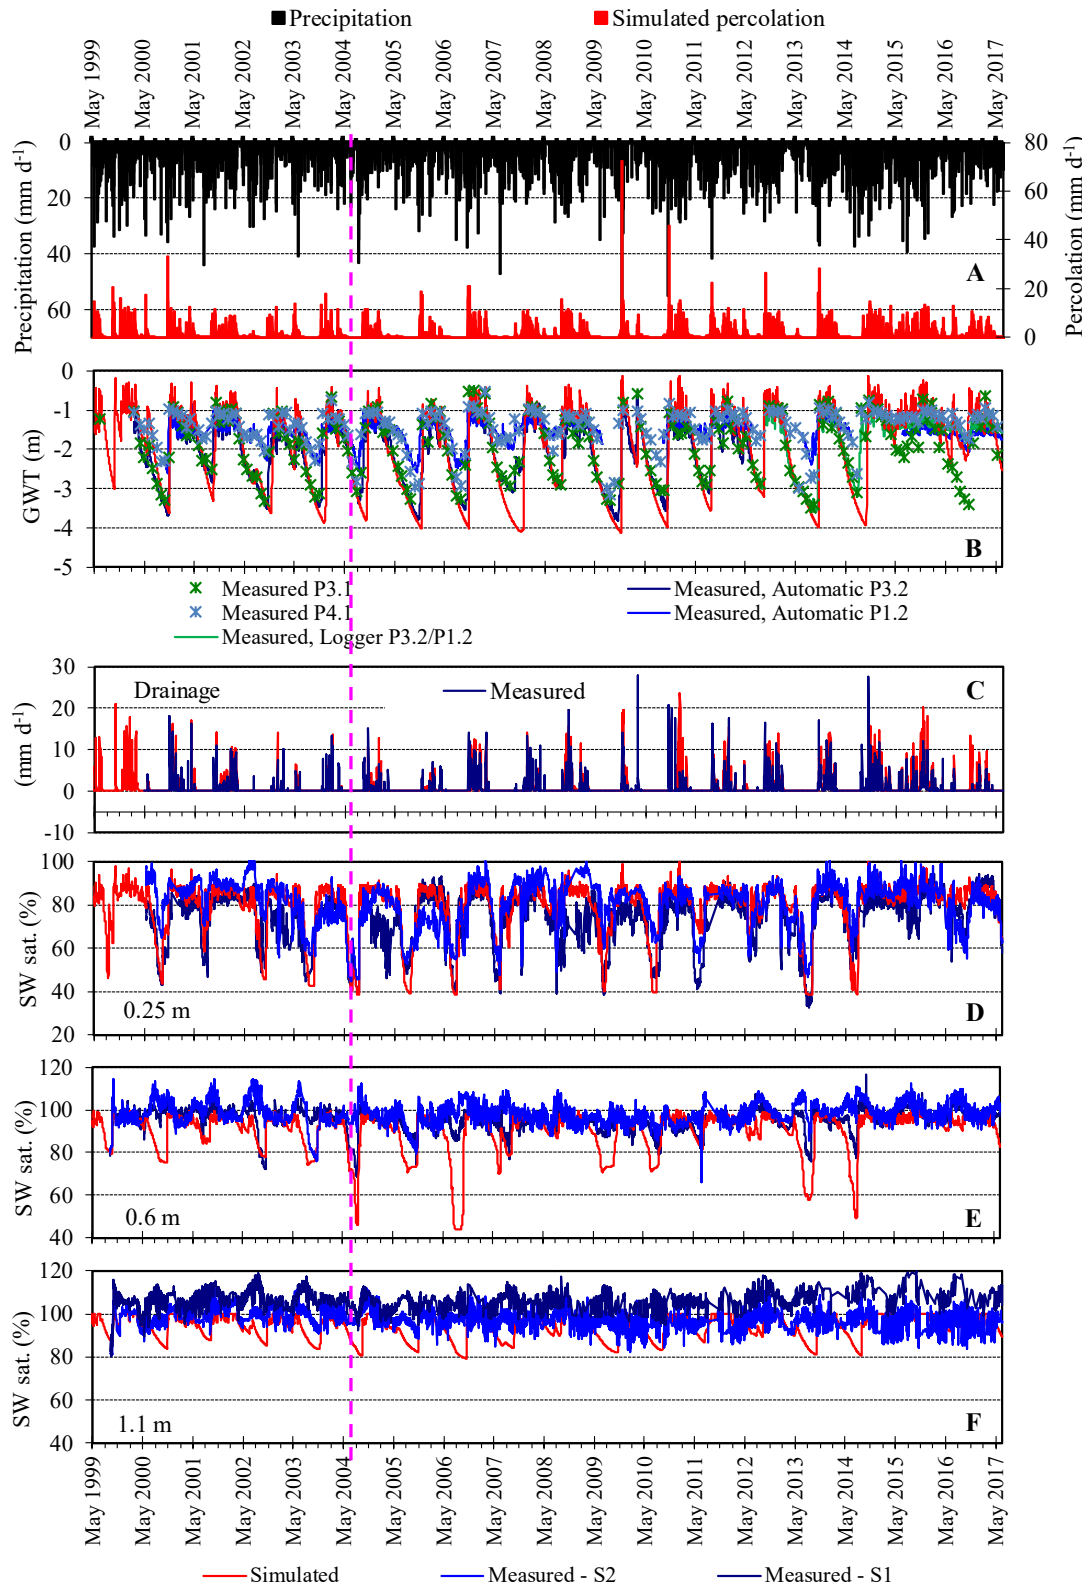 Precipitation Simulated percolation
May 1999 May 2000 May 2001 May 2002 May 2003 May 2004 May 2005 May 2006 May 2007 May 2008 May 2009 May 2010 May 2011 May 2012 May 2013 May 2014 May 2015 May 2016 May 2017
Precipitation (mm d-1)
0
20
40
60
Percolation (mm d-1)
80
60
40
20
0
A
GWT (m)
0
-1
-2
-3
-4
-5
B
Measured P3.1 Measured, Automatic P3.2
Measured P4.1 Measured, Automatic P1.2
Measured, Logger P3.2/P1.2
(mm d-1)
30
20
10
0
-10
Drainage Measured C
SW sat. (%)
100
80
60
40
20
0.25 m D
SW sat. (%)
120
100
80
60
40
0.6 m E
SW sat. (%)
120
100
80
60
40
1.1 m F
May 1999 May 2000 May 2001 May 2002 May 2003 May 2004 May 2005 May 2006 May 2007 May 2008 May 2009 May 2010 May 2011 May 2012 May 2013 May 2014 May 2015 May 2016 May 2017
Simulated Measured - S2 Measured - S1